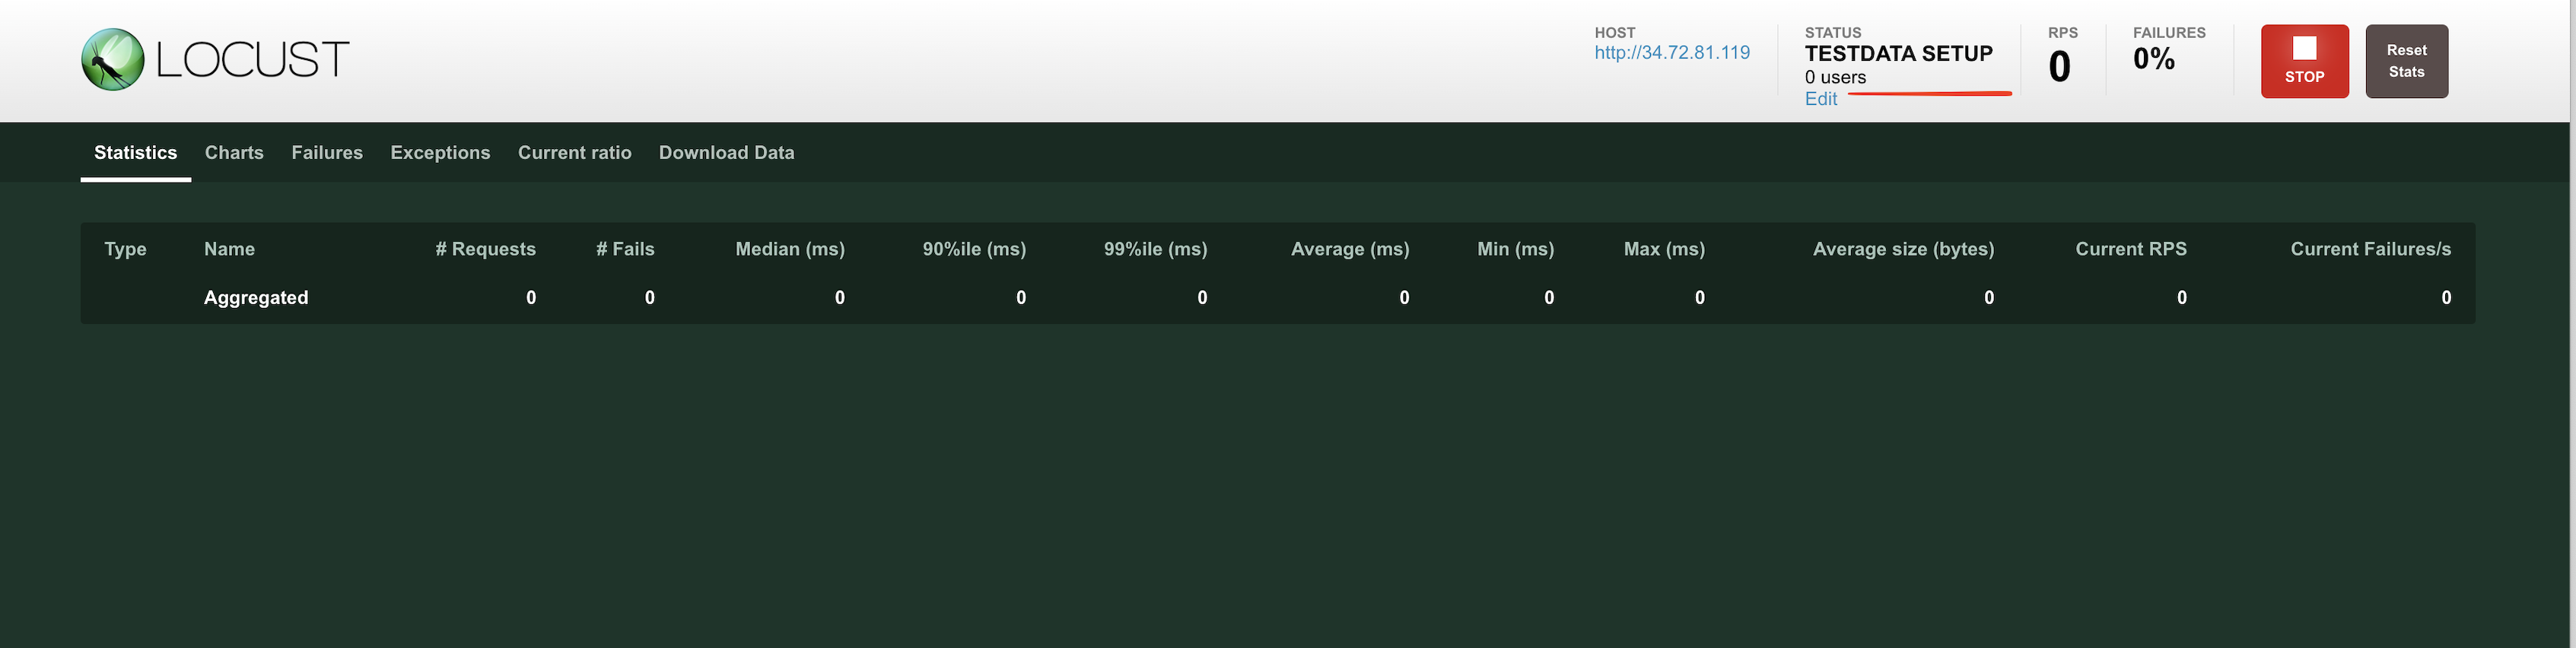 LOCUST
HOST
http://34.72.81.119
STATUS
TESTDATA SETUP
0 users
Edit
RPS
0
FAILURES
0%
STOP
Reset
Stats
Statistics Charts Failures Exceptions Current ratio Download Data
Type Name # Requests # Fails Median (ms) 90%ile (ms) 99%ile (ms) Average (ms) Min (ms) Max (ms) Average size (bytes) Current RPS Current Failures/s
Aggregated 0 0 0 0 0 0 0 0 0 0 0